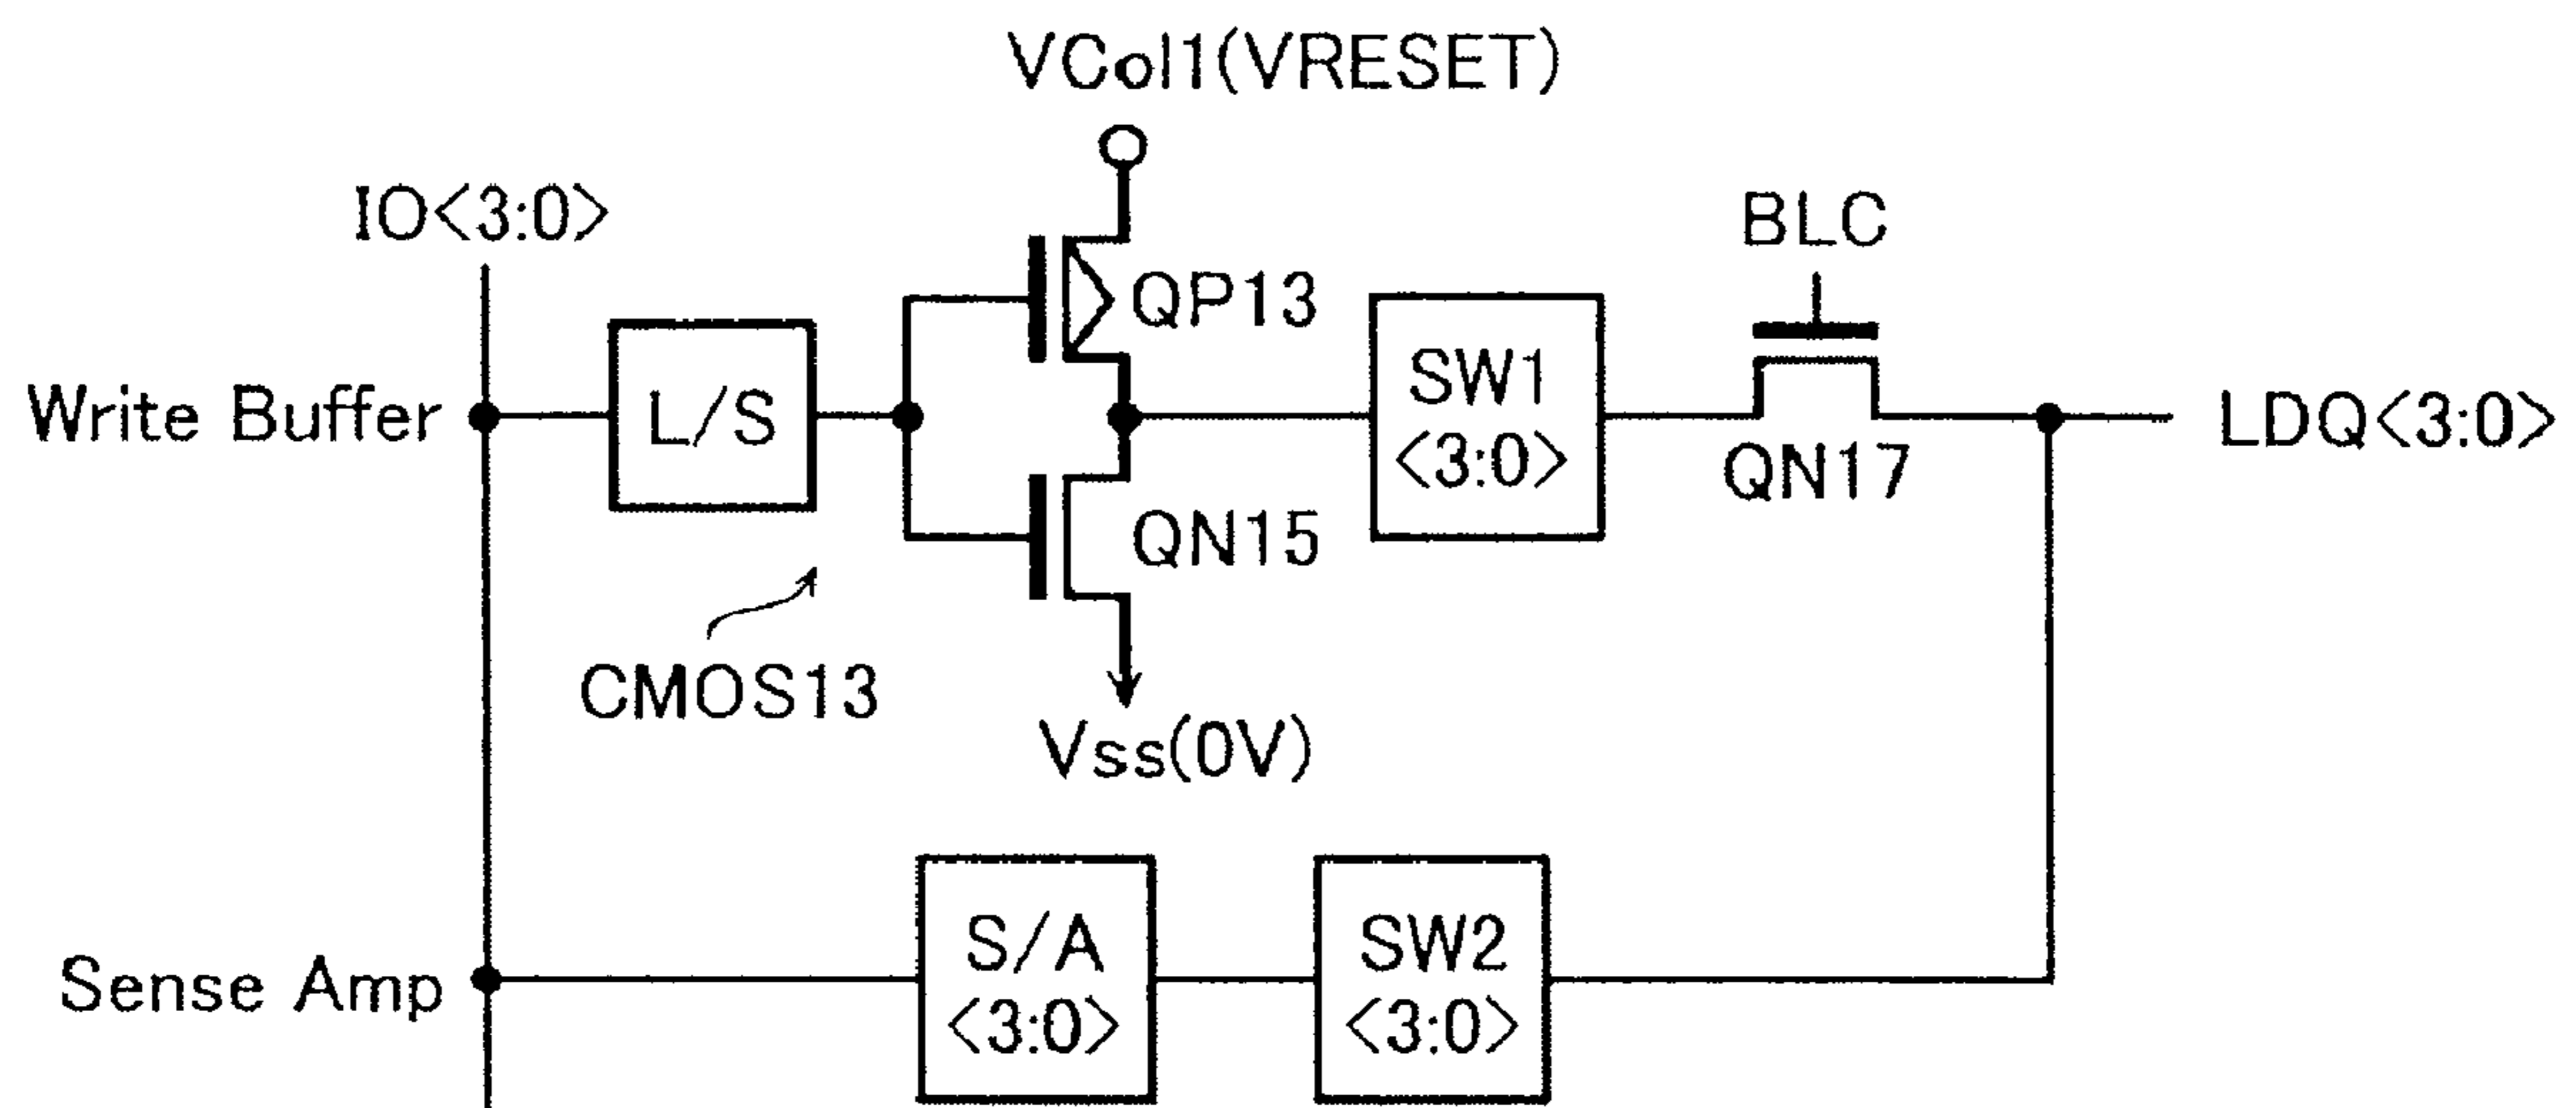 VCol1(VRESET)
IO<3:0>
BLC
QP13
Write Buffer
L/S
SW1
<3:0>
LDQ<3:0>
QN17
QN15
CMOS13
Vss(0V)
Sense Amp
S/A
<3:0>
SW2
<3:0>